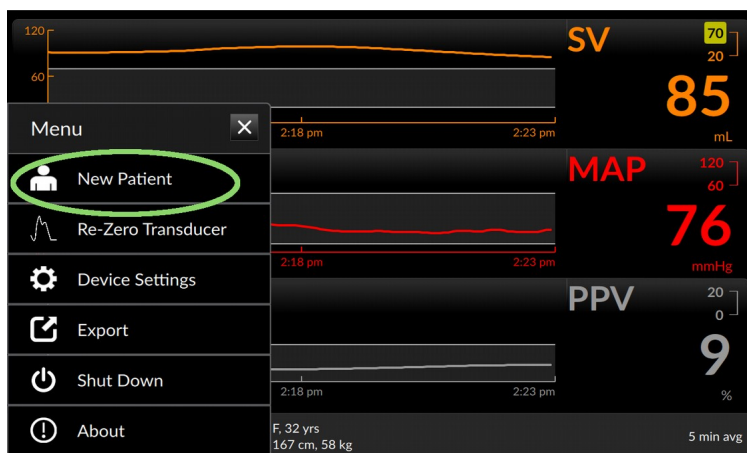 120
60
SV
70
20
85
mL
2:18 pm
2:23 pm
Menu
New Patient
Re-Zero Transducer
Device Settings
Export
Shut Down
About
MAP
120
60
76
mmHg
2:18 pm
2:23 pm
PPV
20
0
9
%
2:18 pm
2:23 pm
F, 32 yrs
167 cm, 58 kg
5 min avg